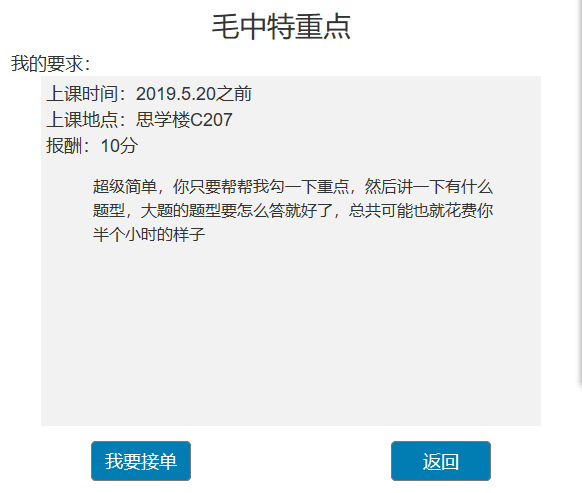 毛中特重点
我的要求：
上课时间：2019.5.20之前
上课地点：思学楼C207
报酬：10分
超级简单，你只要帮帮我勾一下重点，然后讲一下有什么
题型，大题的题型要怎么答就好了，总共可能也就花费你
半个小时的样子
我要接单
返回